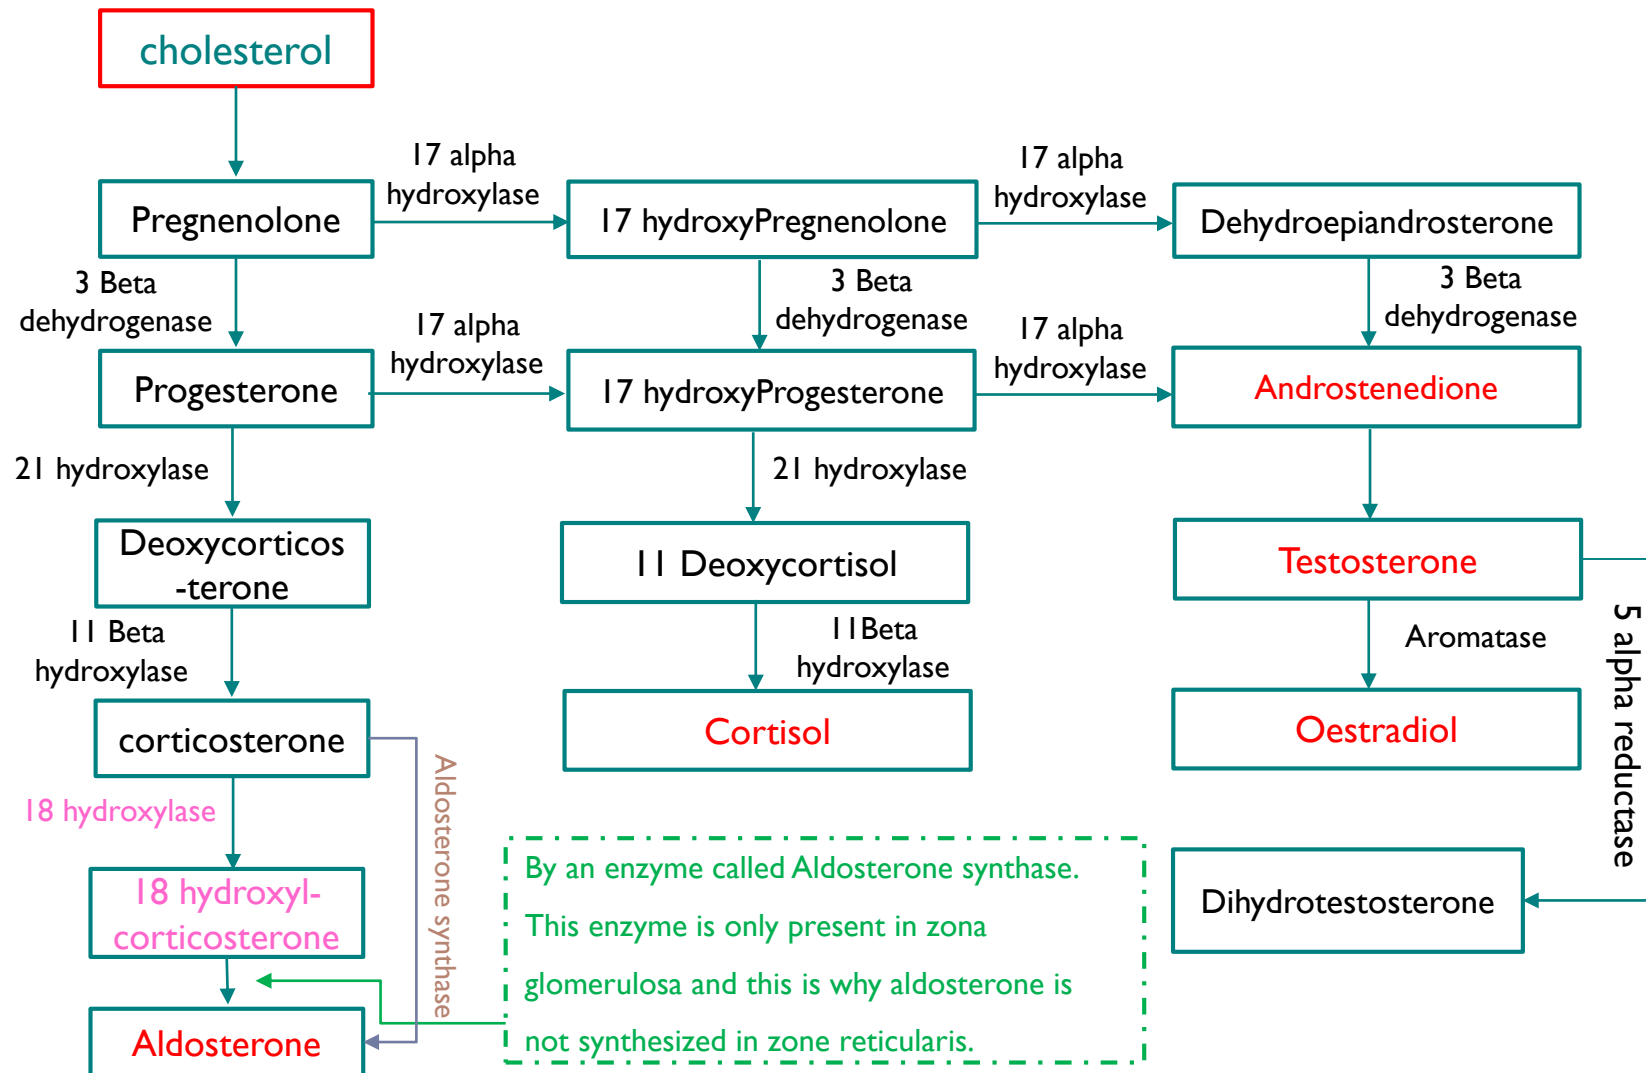 cholesterol
17 alpha
hydroxylase
17 alpha
hydroxylase
Pregnenolone
17 hydroxyPregnenolone
Dehydroepiandrosterone
3 Beta
dehydrogenase
3 Beta
dehydrogenase
3 Beta
dehydrogenase
17 alpha
hydroxylase
17 alpha
hydroxylase
Progesterone
17 hydroxyProgesterone
Androstenedione
21 hydroxylase
21 hydroxylase
Deoxycorticos
-terone
11 Deoxycortisol
Testosterone
11 Beta
hydroxylase
11Beta
hydroxylase
Aromatase
5 alpha reductase
corticosterone
Cortisol
Oestradiol
18 hydroxylase
Aldosterone synthase
18 hydroxyl-
corticosterone
Aldosterone
By an enzyme called Aldosterone synthase.
This enzyme is only present in zona
glomerulosa and this is why aldosterone is
not synthesized in zone reticularis.
Dihydrotestosterone